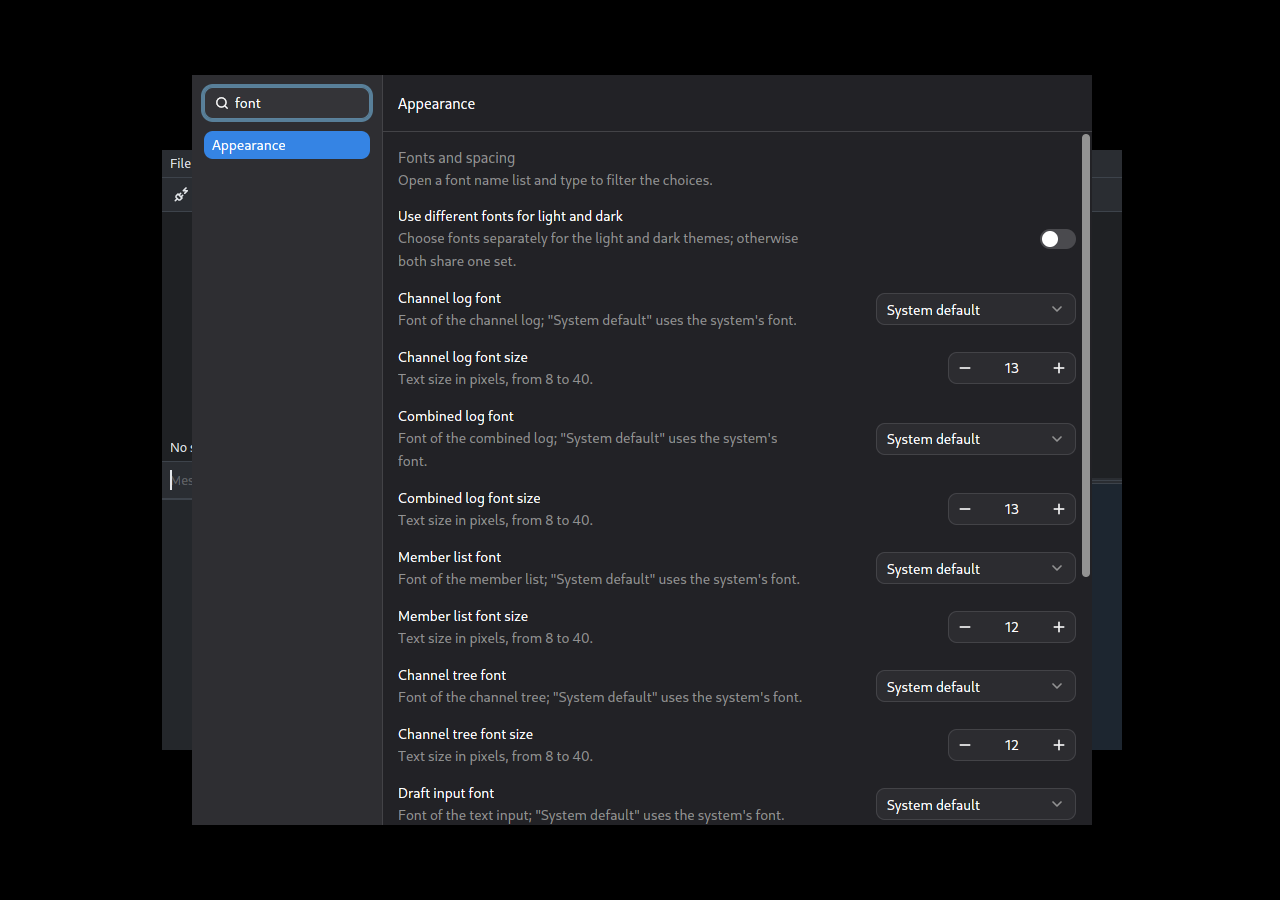 font
Appearance
Appearance
File
No
Mes
Fonts and spacing
Open a font name list and type to filter the choices.
Use different fonts for light and dark
Choose fonts separately for the light and dark themes; otherwise
both share one set.
Channel log font
Font of the channel log; "System default" uses the system's font.
System default
Channel log font size
Text size in pixels, from 8 to 40.
13
Combined log font
Font of the combined log; "System default" uses the system's
font.
System default
Combined log font size
Text size in pixels, from 8 to 40.
13
Member list font
Font of the member list; "System default" uses the system's font.
System default
Member list font size
Text size in pixels, from 8 to 40.
12
Channel tree font
Font of the channel tree; "System default" uses the system's font.
System default
Channel tree font size
Text size in pixels, from 8 to 40.
12
Draft input font
Font of the text input; "System default" uses the system's font.
System default